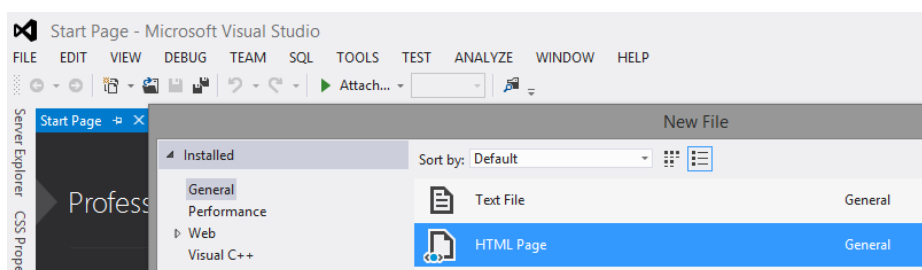 Start Page - Microsoft Visual Studio
FILE EDIT VIEW DEBUG TEAM SQL TOOLS TEST ANALYZE WINDOW HELP
Attach...
Server Explorer
CSS Prope
Start Page
Profess
New File
Installed
General
Performance
Web
Visual C++
Sort by: Default
Text File General
HTML Page General